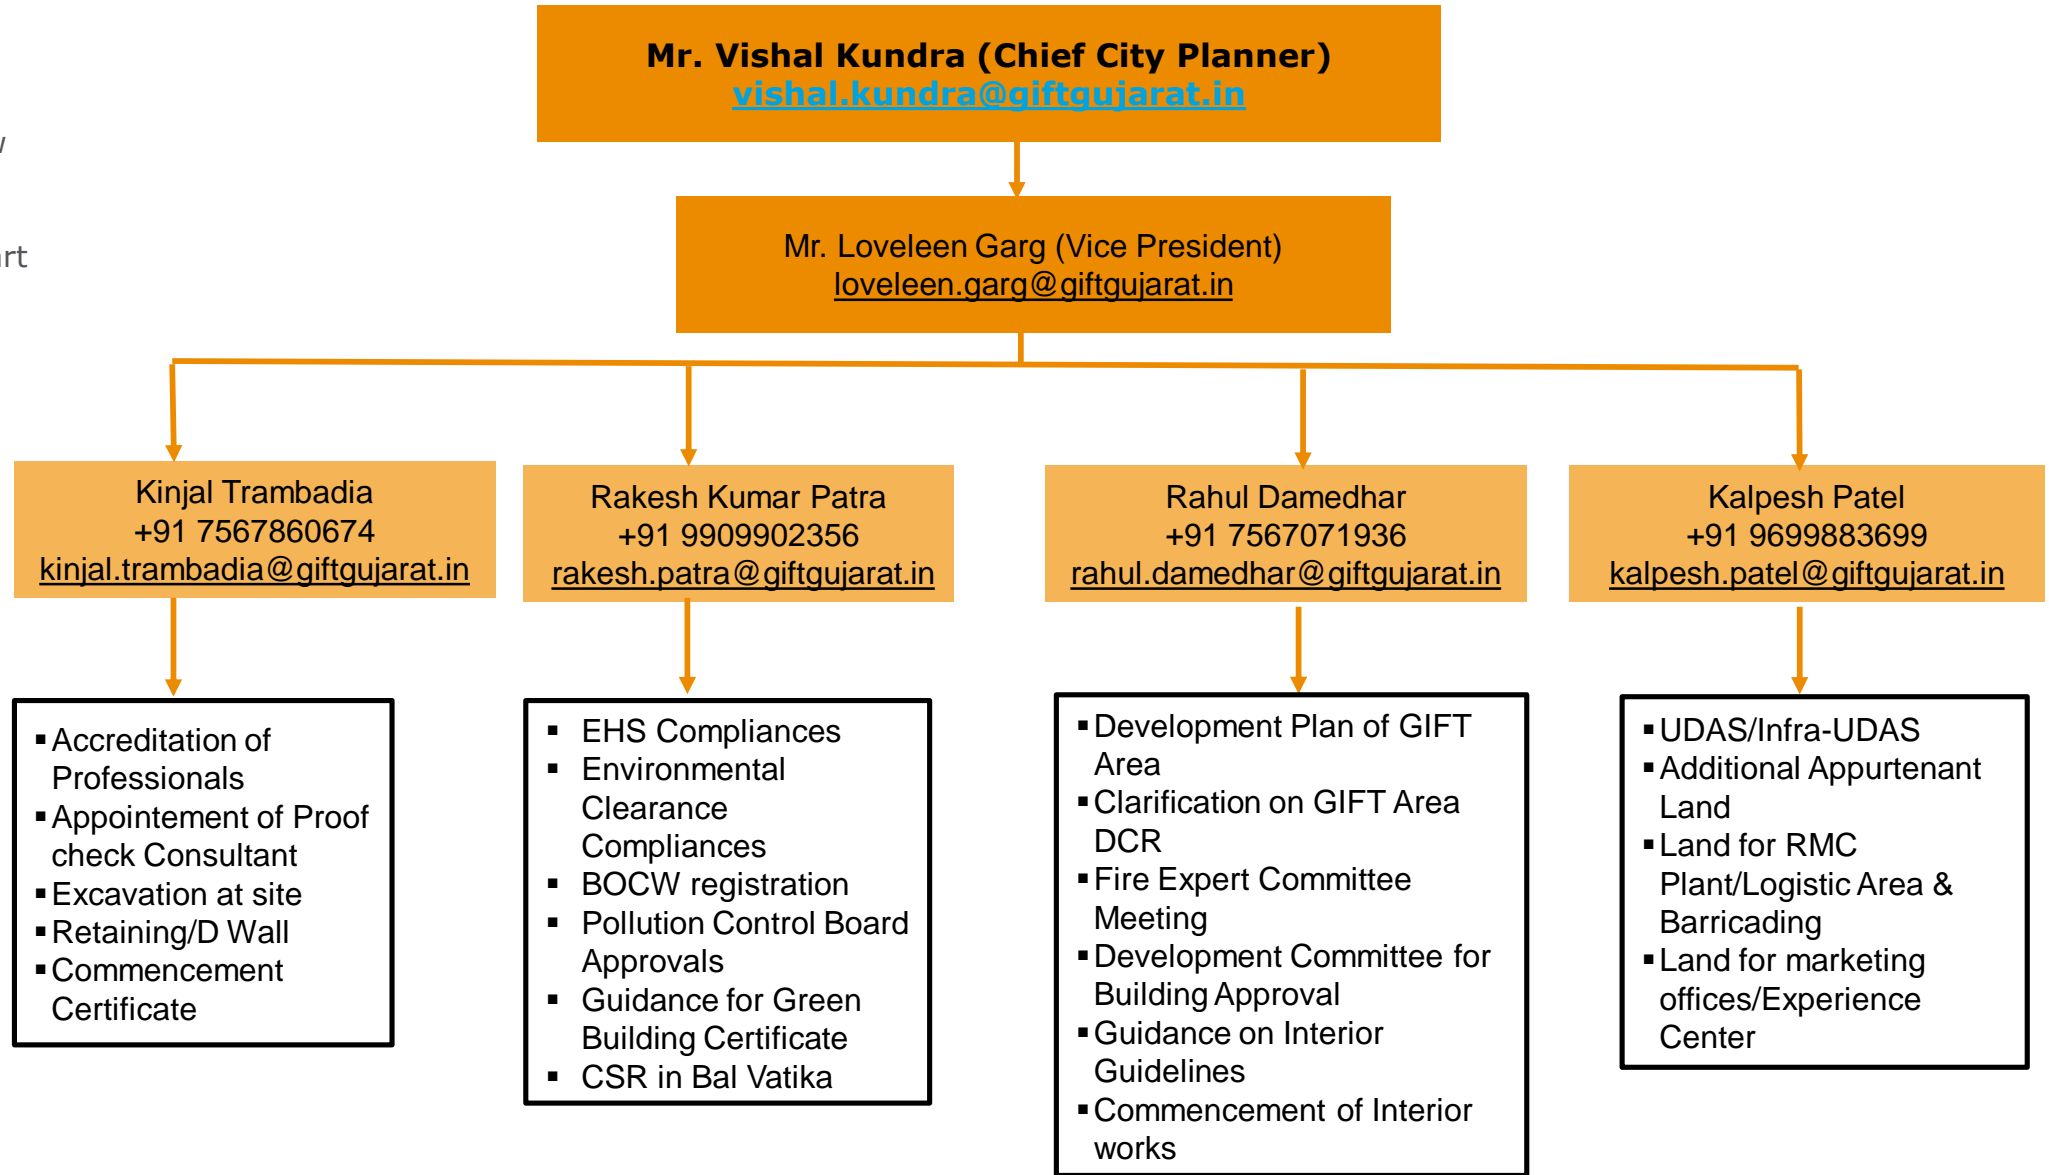 Mr. Vishal Kundra (Chief City Planner)
vishal.kundra@giftgujarat.in
Mr. Loveleen Garg (Vice President)
loveleen.garg@giftgujarat.in
Kinjal Trambadia
+91 7567860674
kinjal.trambadia@giftgujarat.in
Rakesh Kumar Patra
+91 9909902356
rakesh.patra@giftgujarat.in
Rahul Damedhar
+91 7567071936
rahul.damedhar@giftgujarat.in
Kalpesh Patel
+91 9699883699
kalpesh.patel@giftgujarat.in
▪Accreditation of
Professionals
▪Appointement of Proof
check Consultant
▪Excavation at site
▪Retaining/D Wall
▪Commencement
Certificate
▪ EHS Compliances
▪ Environmental
Clearance
Compliances
▪ BOCW registration
▪ Pollution Control Board
Approvals
▪ Guidance for Green
Building Certificate
▪ CSR in Bal Vatika
▪Development Plan of GIFT
Area
▪Clarification on GIFT Area
DCR
▪Fire Expert Committee
Meeting
▪Development Committee for
Building Approval
▪Guidance on Interior
Guidelines
▪Commencement of Interior
works
▪UDAS/Infra-UDAS
▪Additional Appurtenant
Land
▪Land for RMC
Plant/Logistic Area &
Barricading
▪Land for marketing
offices/Experience
Center